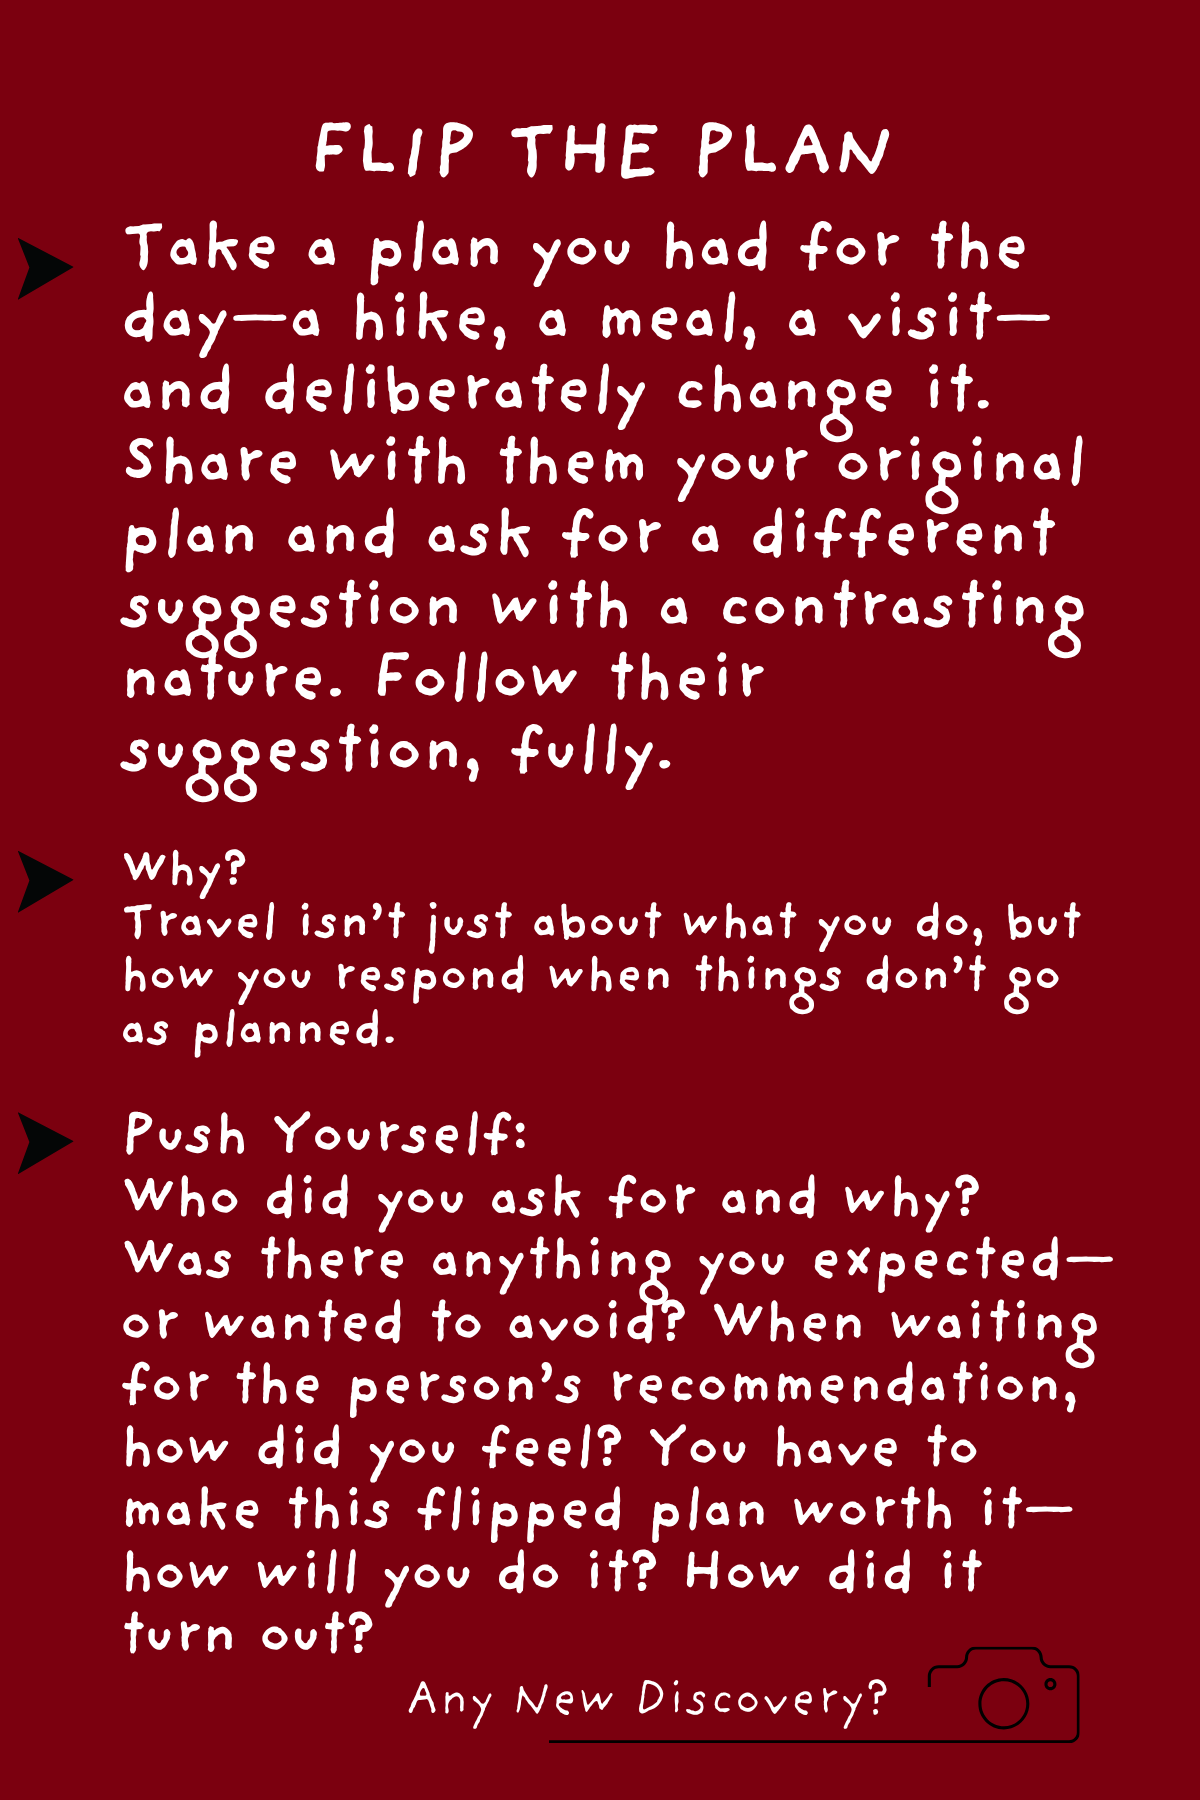 FLIP THE PLAN
Take a plan you had for the
day—a hike, a meal, a visit—
and deliberately change it.
Share with them your original
plan and ask for a different
suggestion with a contrasting
nature. Follow their
suggestion, fully.
Why?
Travel isn't just about what you do, but
how you respond when things don't go
as planned.
Push Yourself:
Who did you ask for and why?
Was there anything you expected—
or wanted to avoid? When waiting
for the person's recommendation,
how did you feel? You have to
make this flipped plan worth it—
how will you do it? How did it
turn out?
Any New Discovery?